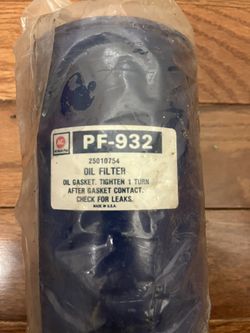 PF-932
25010754
OIL FILTER
OIL GASKET. TIGHTEN 1 TURN
AFTER GASKET CONTACT.
CHECK FOR LEAKS.
MADE IN U.S.A.